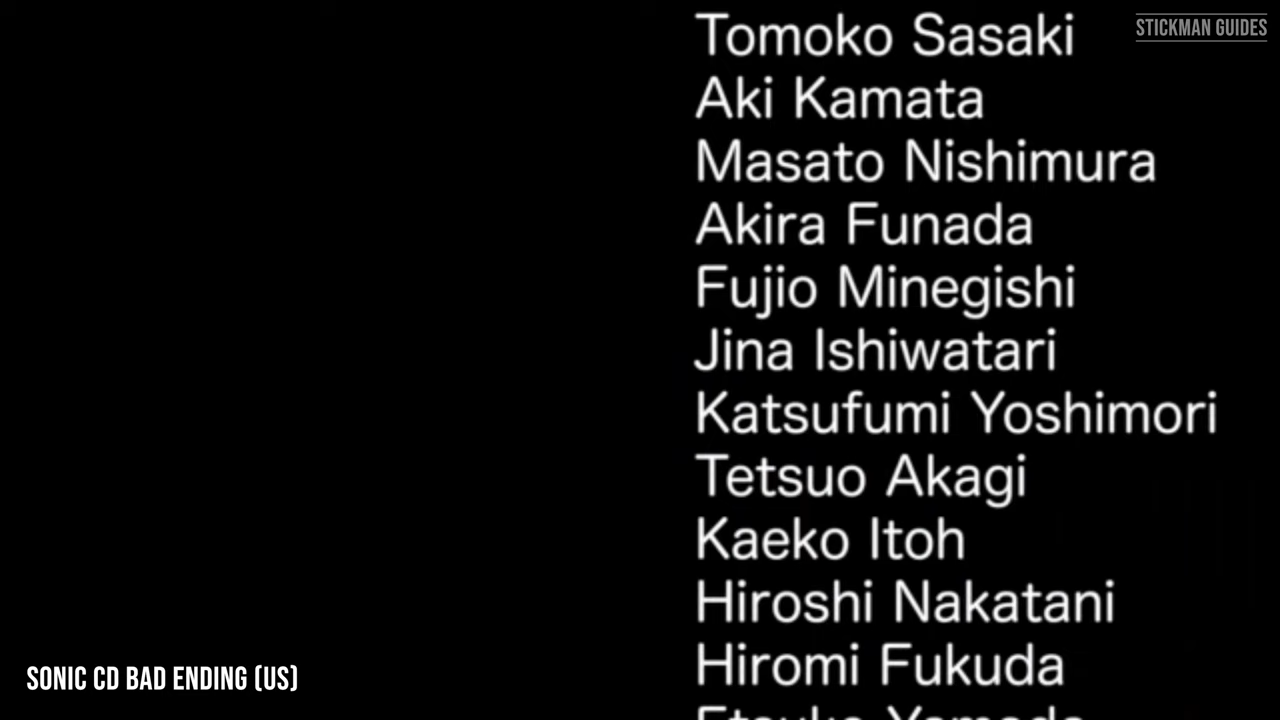 Tomoko Sasaki
STICKMAN GUIDES
Aki Kamata
Masato Nishimura
Akira Funada
Fujio Minegishi
Jina Ishiwatari
Katsufumi Yoshimori
Tetsuo Akagi
Kaeko Itoh
Hiroshi Nakatani
Hiromi Fukuda
SONIC CD BAD ENDING (US)